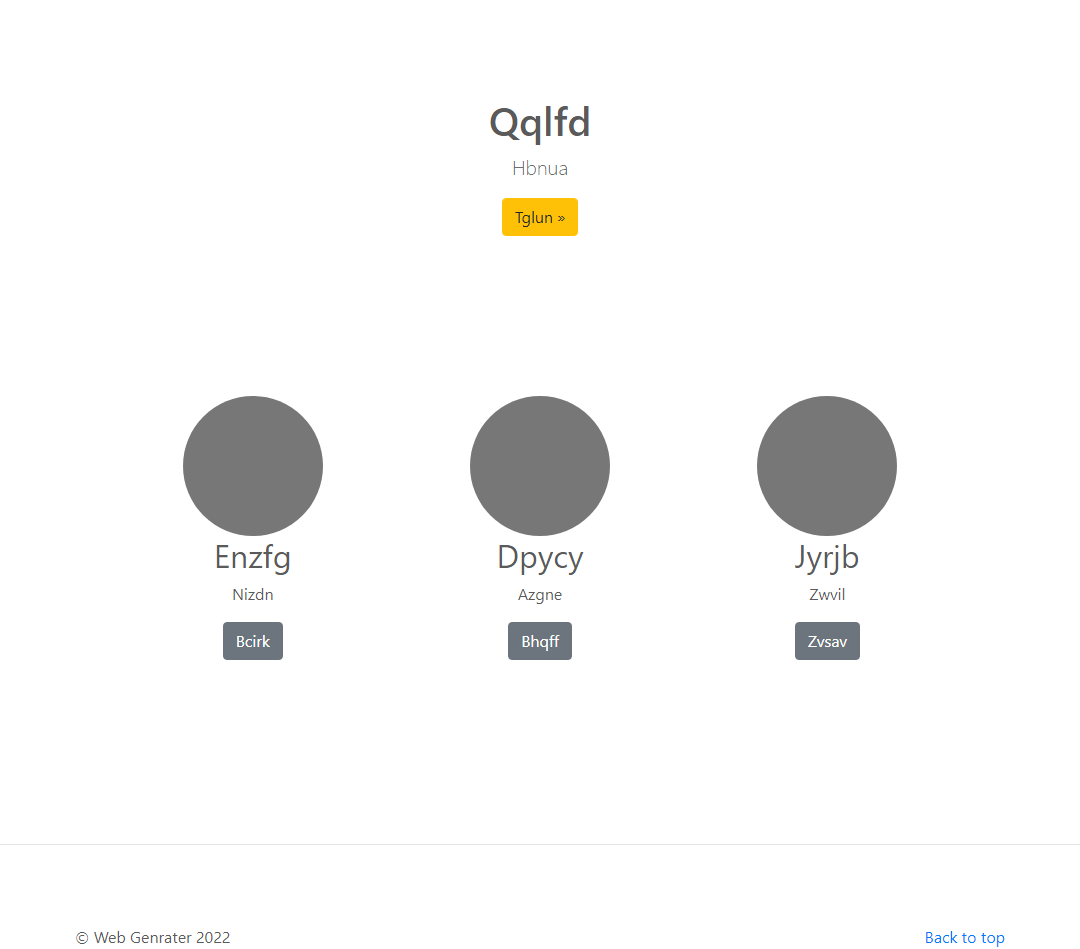 Qqlfd
Hbnua
Tglun »
Enzfg
Nizdn
Bcirk
Dpycy
Azgne
Bhqff
Jyrjb
Zwvil
Zvsav
© Web Genrater 2022
Back to top